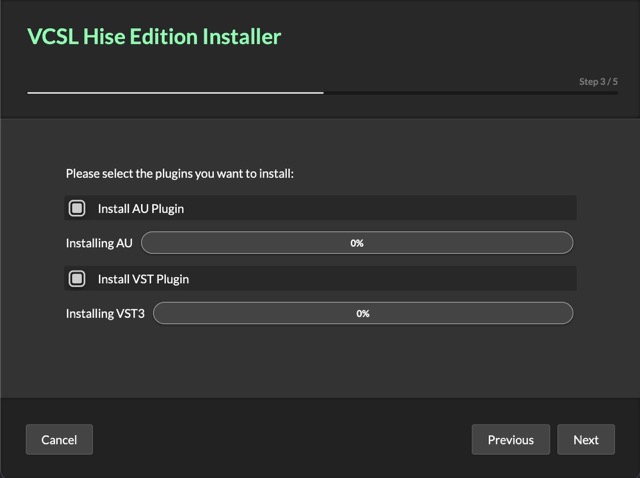 VCSL Hise Edition Installer
Step 3 / 5
Please select the plugins you want to install:
Install AU Plugin
Installing AU 0%
Install VST Plugin
Installing VST3 0%
Cancel Previous Next